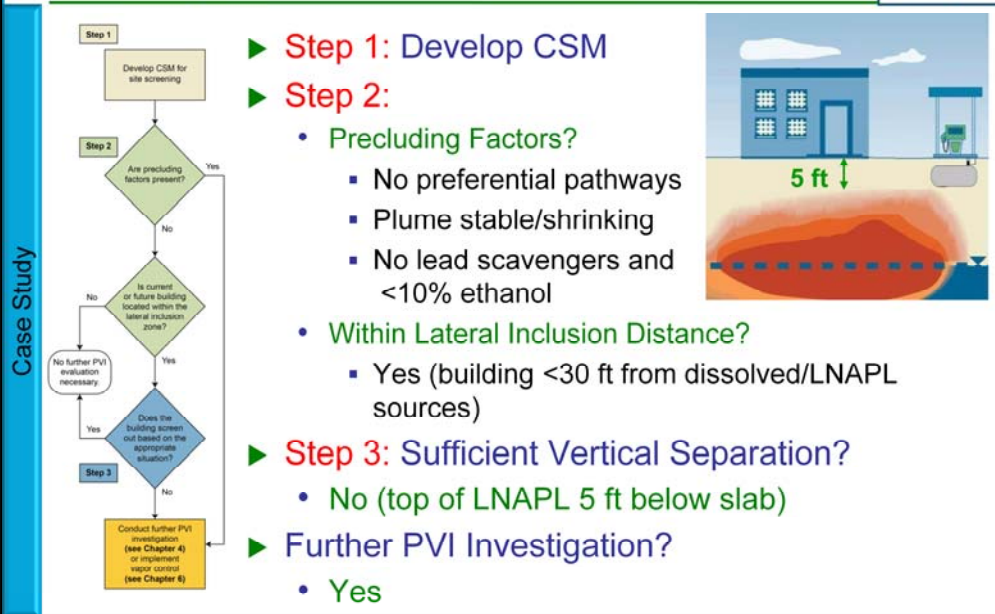 Case Study
Step 1
Develop CSM for
site screening
Step 2
Are precluding
factors present?
Yes
No
Is current
or future building
located within the
lateral inclusion
zone?
No
Yes
No further PVI
evaluation
necessary.
Does the
building screen
out based on the
appropriate
situation?
Yes
Step 3
No
Conduct further PVI
investigation
(see Chapter 4)
or implement
vapor control
(see Chapter 6)
► Step 1: Develop CSM
► Step 2:
• Precluding Factors?
▪ No preferential pathways
▪ Plume stable/shrinking
▪ No lead scavengers and
<10% ethanol
• Within Lateral Inclusion Distance?
▪ Yes (building <30 ft from dissolved/LNAPL
sources)
► Step 3: Sufficient Vertical Separation?
• No (top of LNAPL 5 ft below slab)
► Further PVI Investigation?
• Yes
5 ft